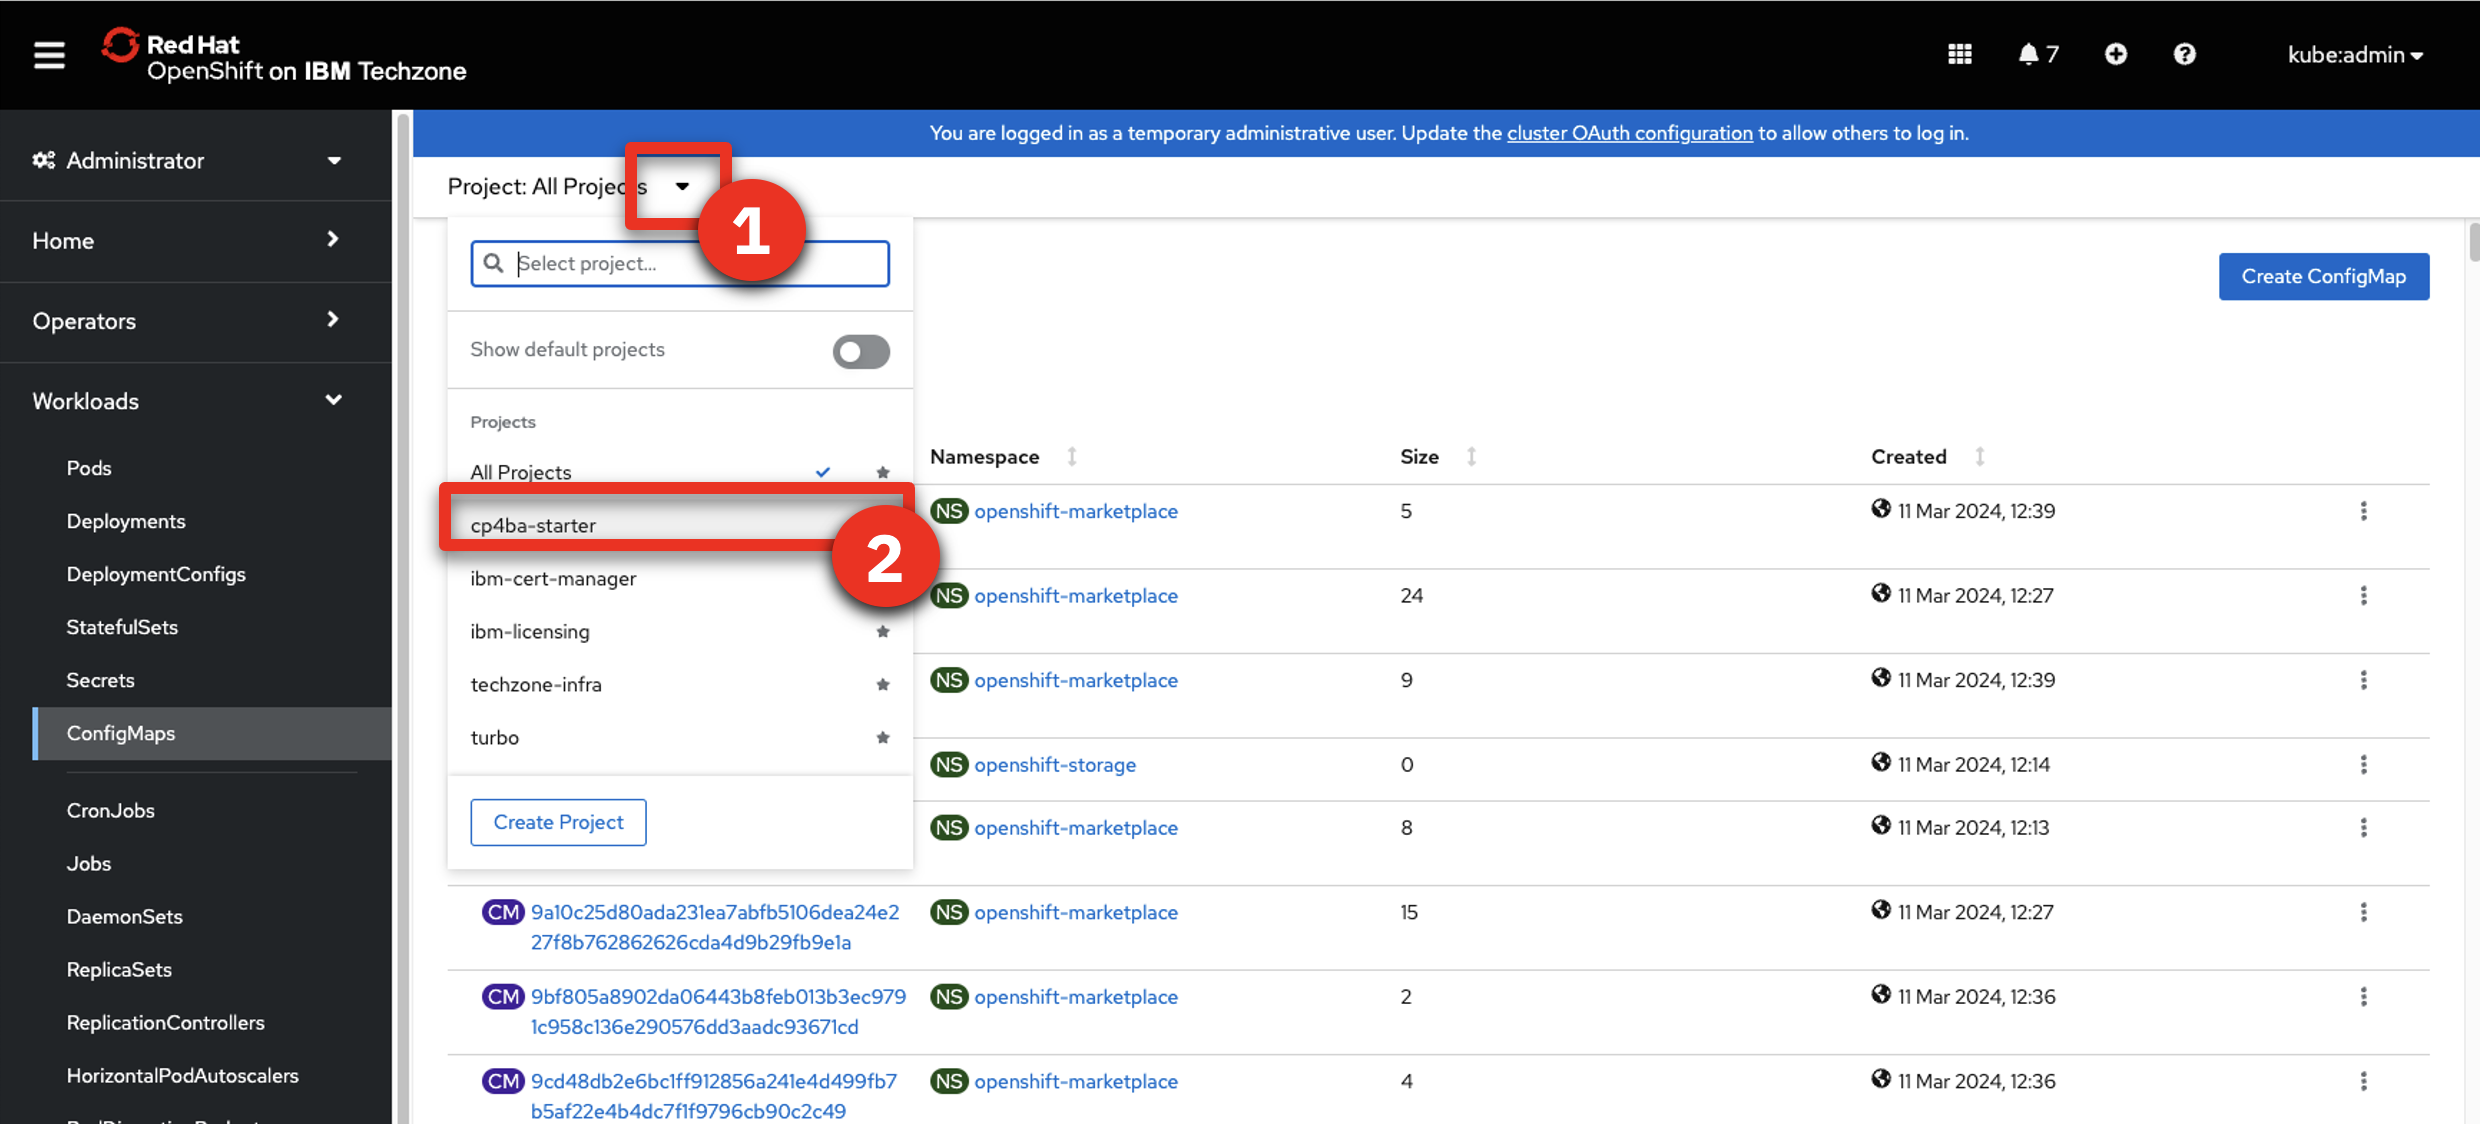 Red Hat
OpenShift on IBM Techzone
7
kube:admin
You are logged in as a temporary administrative user. Update the cluster OAuth configuration to allow others to log in.
Administrator
Home
Operators
Workloads
Pods
Deployments
DeploymentConfigs
StatefulSets
Secrets
ConfigMaps
CronJobs
Jobs
DaemonSets
ReplicaSets
ReplicationControllers
HorizontalPodAutoscalers
Project: All Projects
1
Select project...
Show default projects
Projects
All Projects
cp4ba-starter
2
ibm-cert-manager
ibm-licensing
techzone-infra
turbo
Create Project
Create ConfigMap
Namespace Size Created
NS openshift-marketplace 5 11 Mar 2024, 12:39
NS openshift-marketplace 24 11 Mar 2024, 12:27
NS openshift-marketplace 9 11 Mar 2024, 12:39
NS openshift-storage 0 11 Mar 2024, 12:14
NS openshift-marketplace 8 11 Mar 2024, 12:13
CM 9a10c25d80ada231ea7abfb5106dea24e2 NS openshift-marketplace 15 11 Mar 2024, 12:27
27f8b762862626cda4d9b29fb9e1a
CM 9bf805a8902da06443b8feb013b3ec979 NS openshift-marketplace 2 11 Mar 2024, 12:36
1c958c136e290576dd3aadc93671cd
CM 9cd48db2e6bc1ff912856a241e4d499fb7 NS openshift-marketplace 4 11 Mar 2024, 12:36
b5af22e4b4dc7f1f9796cb90c2c49